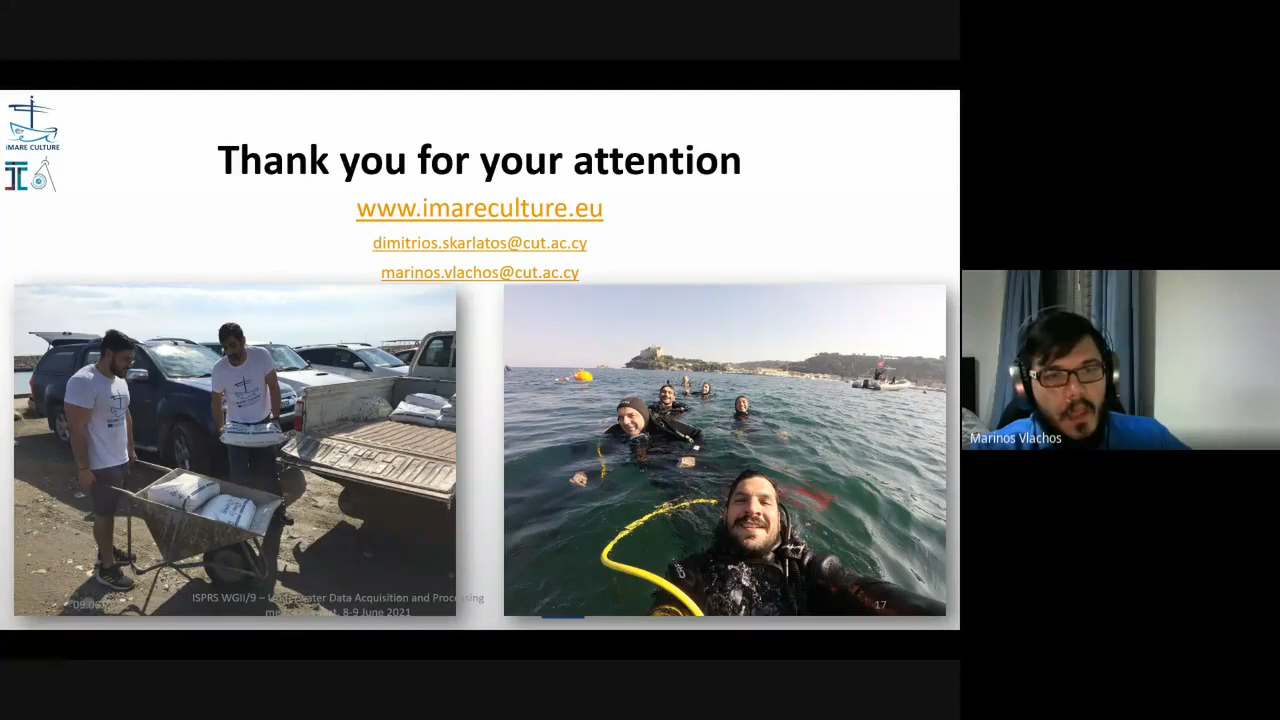 iMARE CULTURE
Thank you for your attention
www.imareculture.eu
dimitrios.skarlatos@cut.ac.cy
marinos.vlachos@cut.ac.cy
Marinos Vlachos
ISPRS WGII/9 – Underwater Data Acquisition and Processing
8-9 June 2021
17